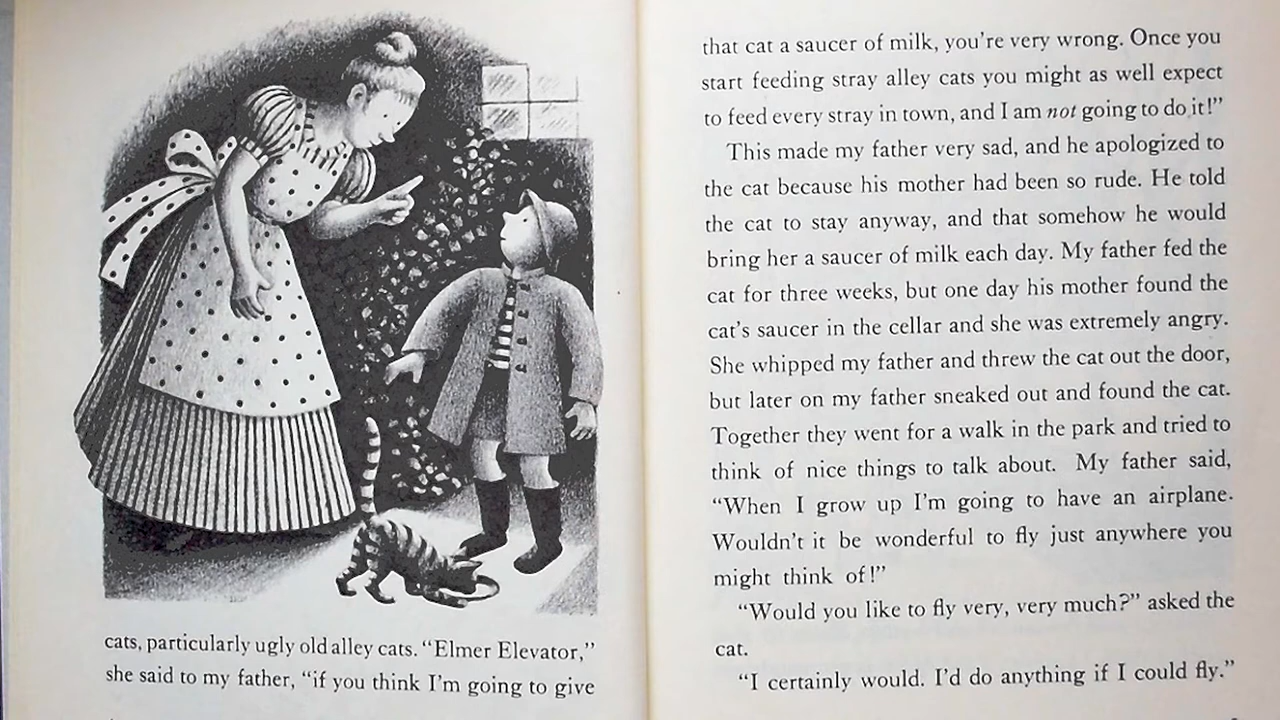 cats, particularly ugly old alley cats. “Elmer Elevator,”
she said to my father, “if you think I’m going to give
that cat a saucer of milk, you’re very wrong. Once you
start feeding stray alley cats you might as well expect
to feed every stray in town, and I am not going to do it!”
This made my father very sad, and he apologized to
the cat because his mother had been so rude. He told
the cat to stay anyway, and that somehow he would
bring her a saucer of milk each day. My father fed the
cat for three weeks, but one day his mother found the
cat’s saucer in the cellar and she was extremely angry.
She whipped my father and threw the cat out the door,
but later on my father sneaked out and found the cat.
Together they went for a walk in the park and tried to
think of nice things to talk about. My father said,
“When I grow up I’m going to have an airplane.
Wouldn’t it be wonderful to fly just anywhere you
might think of!”
“Would you like to fly very, very much?” asked the
cat.
“I certainly would. I’d do anything if I could fly.”